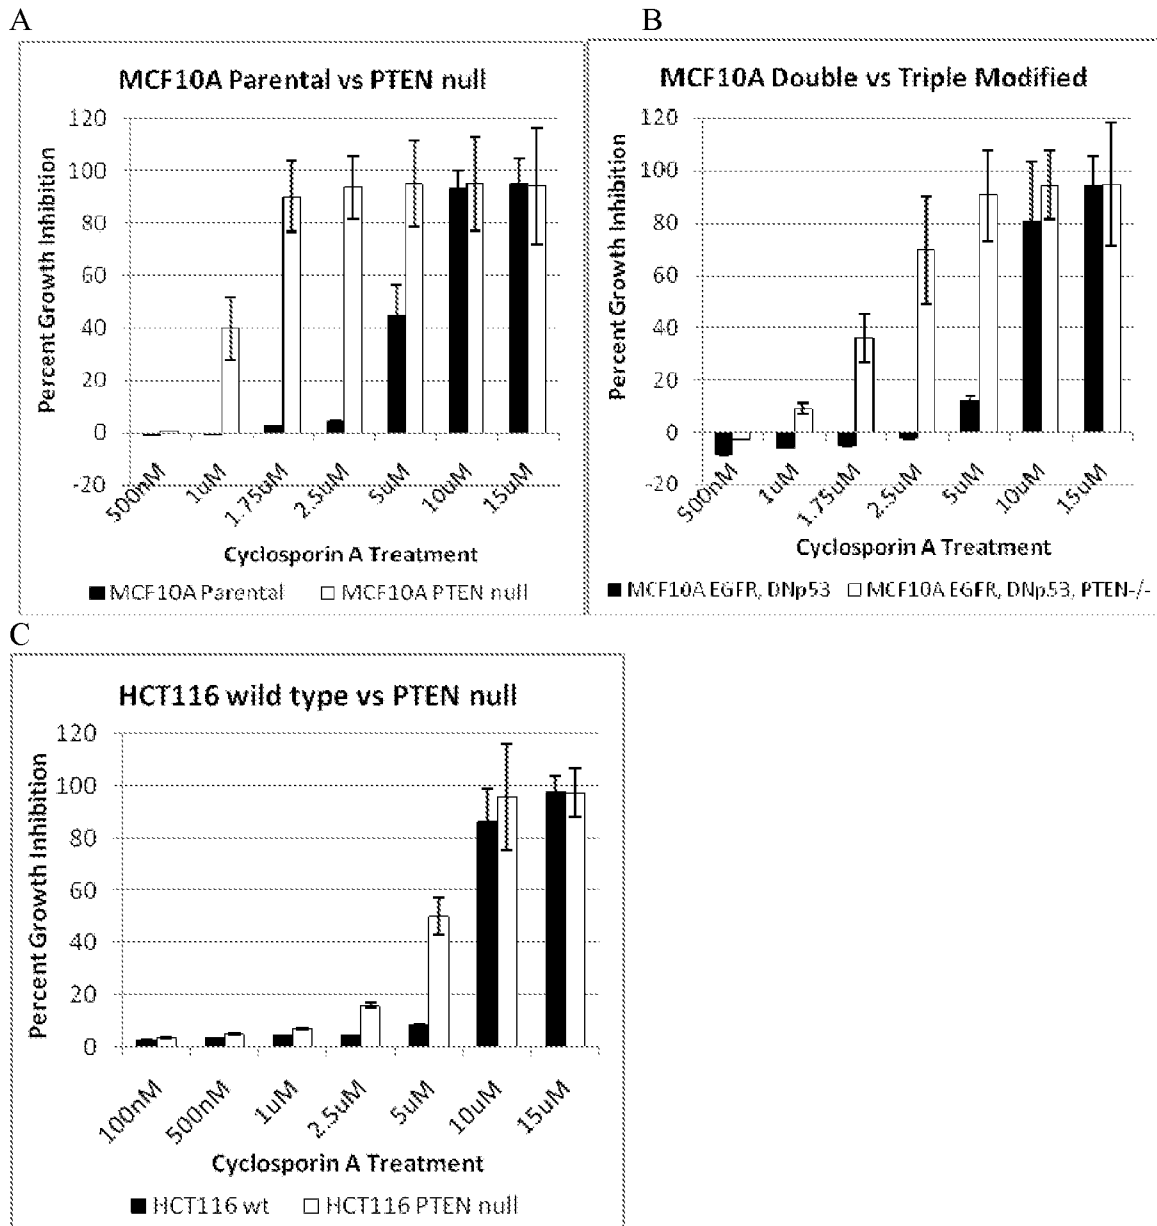 A
MCF10A Parental vs PTEN null
Percent Growth Inhibition
120
100
80
60
40
20
0
-20
500nM
1uM
1.75uM
2.5uM
5uM
10uM
15uM
Cyclosporin A Treatment
MCF10A Parental
MCF10A PTEN null
B
MCF10A Double vs Triple Modified
Percent Growth Inhibition
120
100
80
60
40
20
0
-20
500nM
1uM
1.75uM
2.5uM
5uM
10uM
15uM
Cyclosporin A Treatment
MCF10A EGFR, DNp53
MCF10A EGFR, DNp53, PTEN-/-
C
HCT116 wild type vs PTEN null
Percent Growth Inhibition
120
100
80
60
40
20
0
100nM
500nM
1uM
2.5uM
5uM
10uM
15uM
Cyclosporin A Treatment
HCT116 wt
HCT116 PTEN null